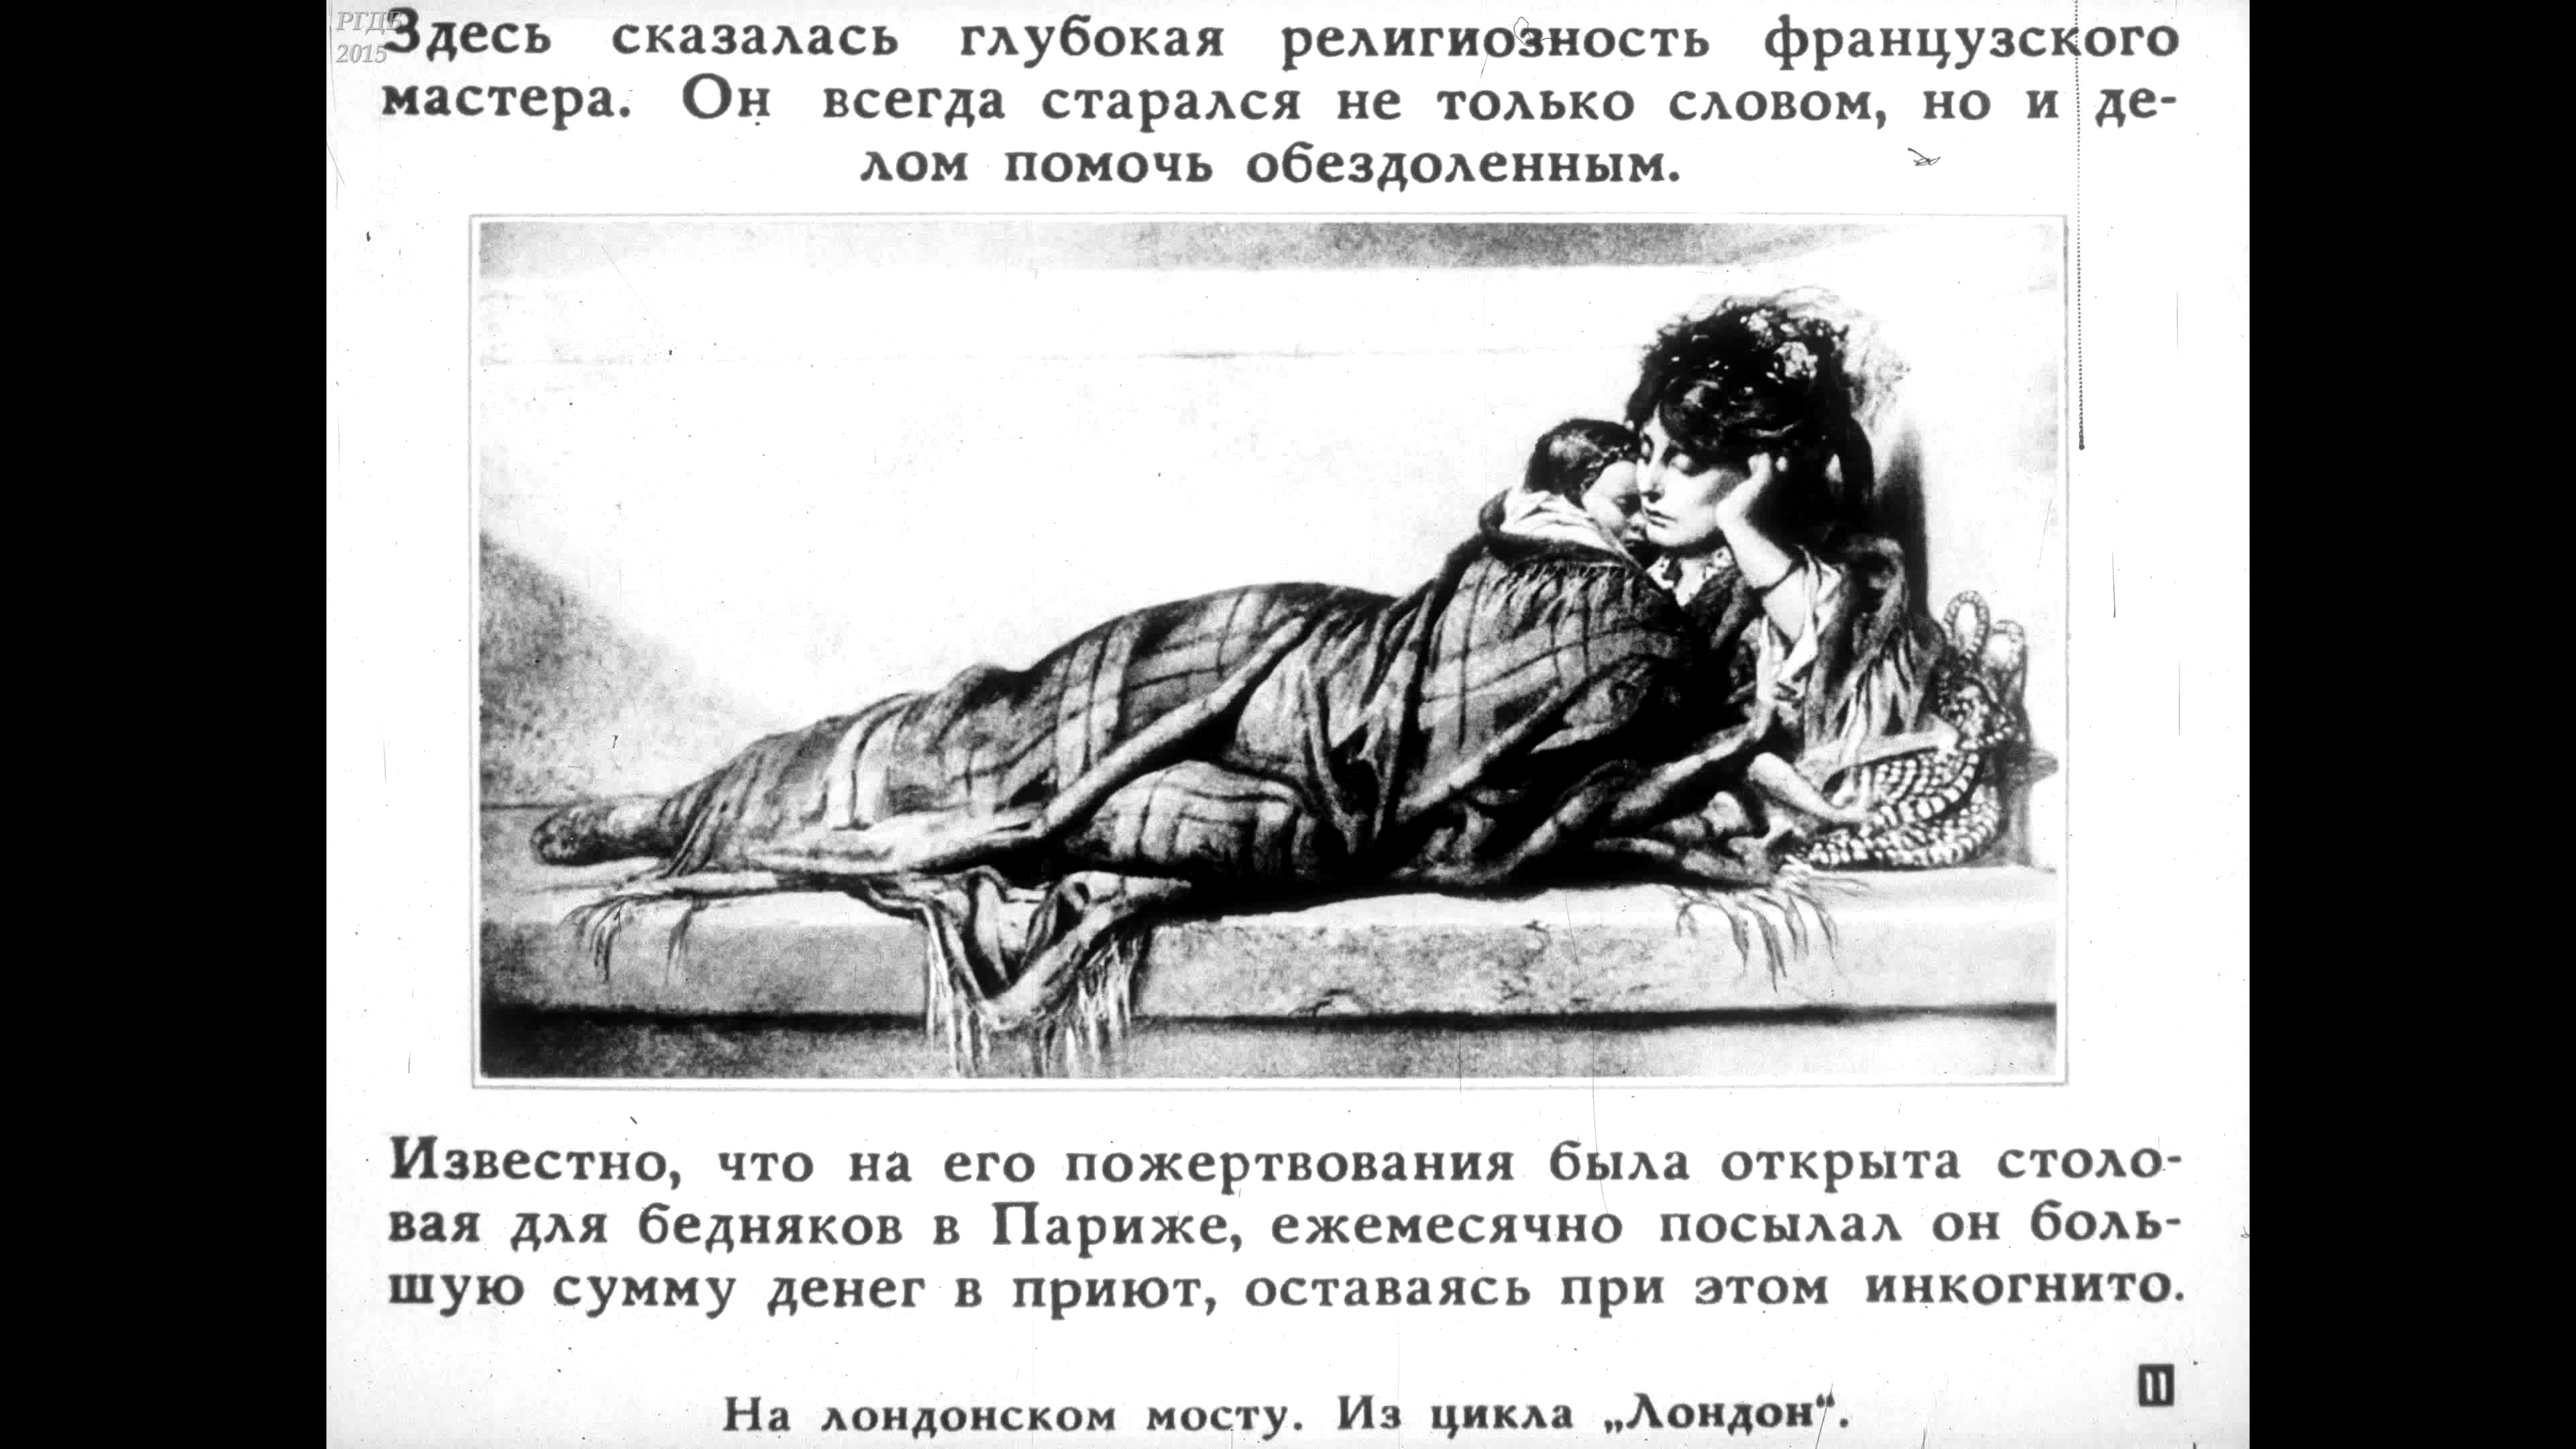 РГДБ
2015
Здесь сказалась глубокая религиозность французского
мастера. Он всегда старался не только словом, но и де-
лом помочь обездоленным.
Известно, что на его пожертвования была открыта столо-
вая для бедняков в Париже, ежемесячно посылал он боль-
шую сумму денег в приют, оставаясь при этом инкогнито.
11
На лондонском мосту. Из цикла „Лондон“.